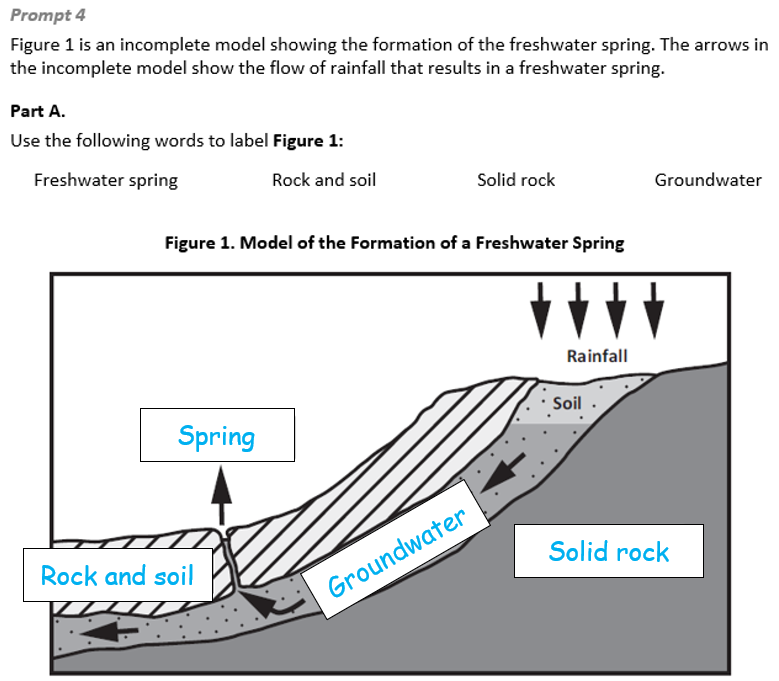 Prompt 4
Figure 1 is an incomplete model showing the formation of the freshwater spring. The arrows in
the incomplete model show the flow of rainfall that results in a freshwater spring.
Part A.
Use the following words to label Figure 1:
Freshwater spring Rock and soil Solid rock Groundwater
Figure 1. Model of the Formation of a Freshwater Spring
Rainfall
Soil
Spring
Groundwater
Solid rock
Rock and soil